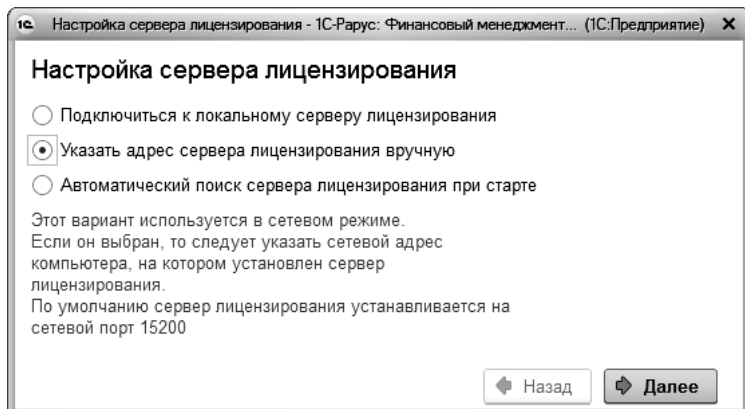 1С Настройка сервера лицензирования - 1С-Рарус: Финансовый менеджмент... (1С:Предприятие)
Настройка сервера лицензирования
Подключиться к локальному серверу лицензирования
Указать адрес сервера лицензирования вручную
Автоматический поиск сервера лицензирования при старте
Этот вариант используется в сетевом режиме.
Если он выбран, то следует указать сетевой адрес
компьютера, на котором установлен сервер
лицензирования.
По умолчанию сервер лицензирования устанавливается на
сетевой порт 15200
Назад Далее